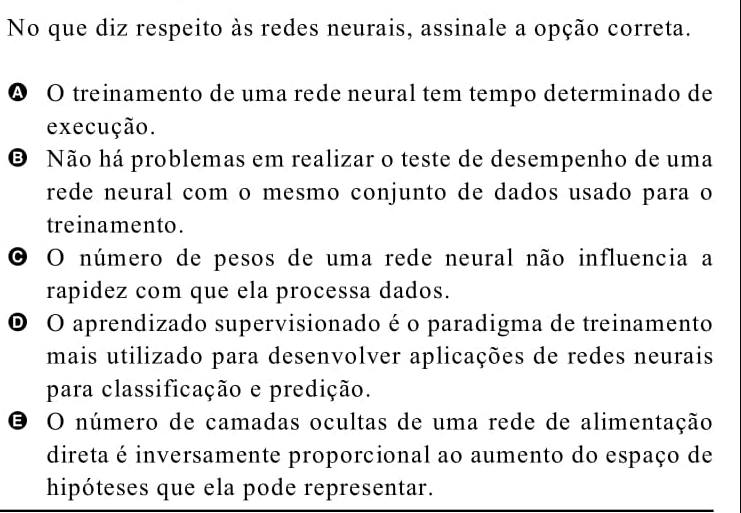 No que diz respeito às redes neurais, assinale a opção correta.
A O treinamento de uma rede neural tem tempo determinado de
execução.
B Não há problemas em realizar o teste de desempenho de uma
rede neural com o mesmo conjunto de dados usado para o
treinamento.
C O número de pesos de uma rede neural não influencia a
rapidez com que ela processa dados.
D O aprendizado supervisionado é o paradigma de treinamento
mais utilizado para desenvolver aplicações de redes neurais
para classificação e predição.
E O número de camadas ocultas de uma rede de alimentação
direta é inversamente proporcional ao aumento do espaço de
hipóteses que ela pode representar.